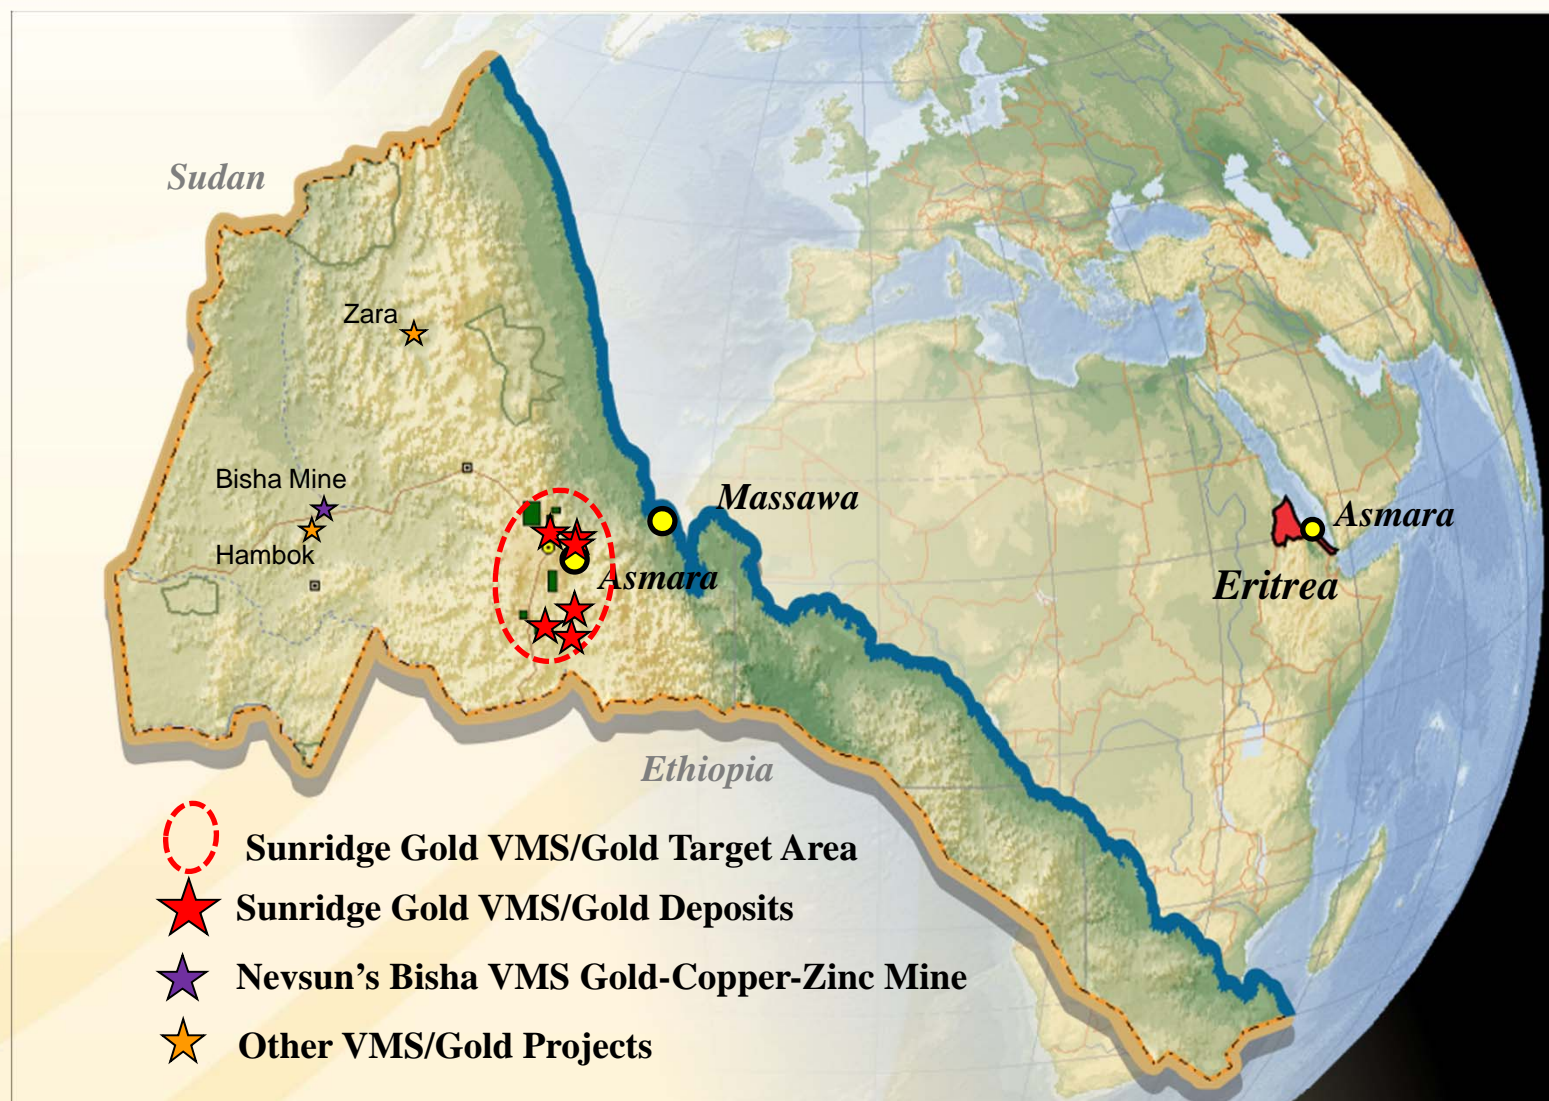 Sudan
Zara
Bisha Mine
Hambok
Massawa
Asmara
Asmara
Eritrea
Ethiopia
Sunridge Gold VMS/Gold Target Area
Sunridge Gold VMS/Gold Deposits
Nevsun's Bisha VMS Gold-Copper-Zinc Mine
Other VMS/Gold Projects